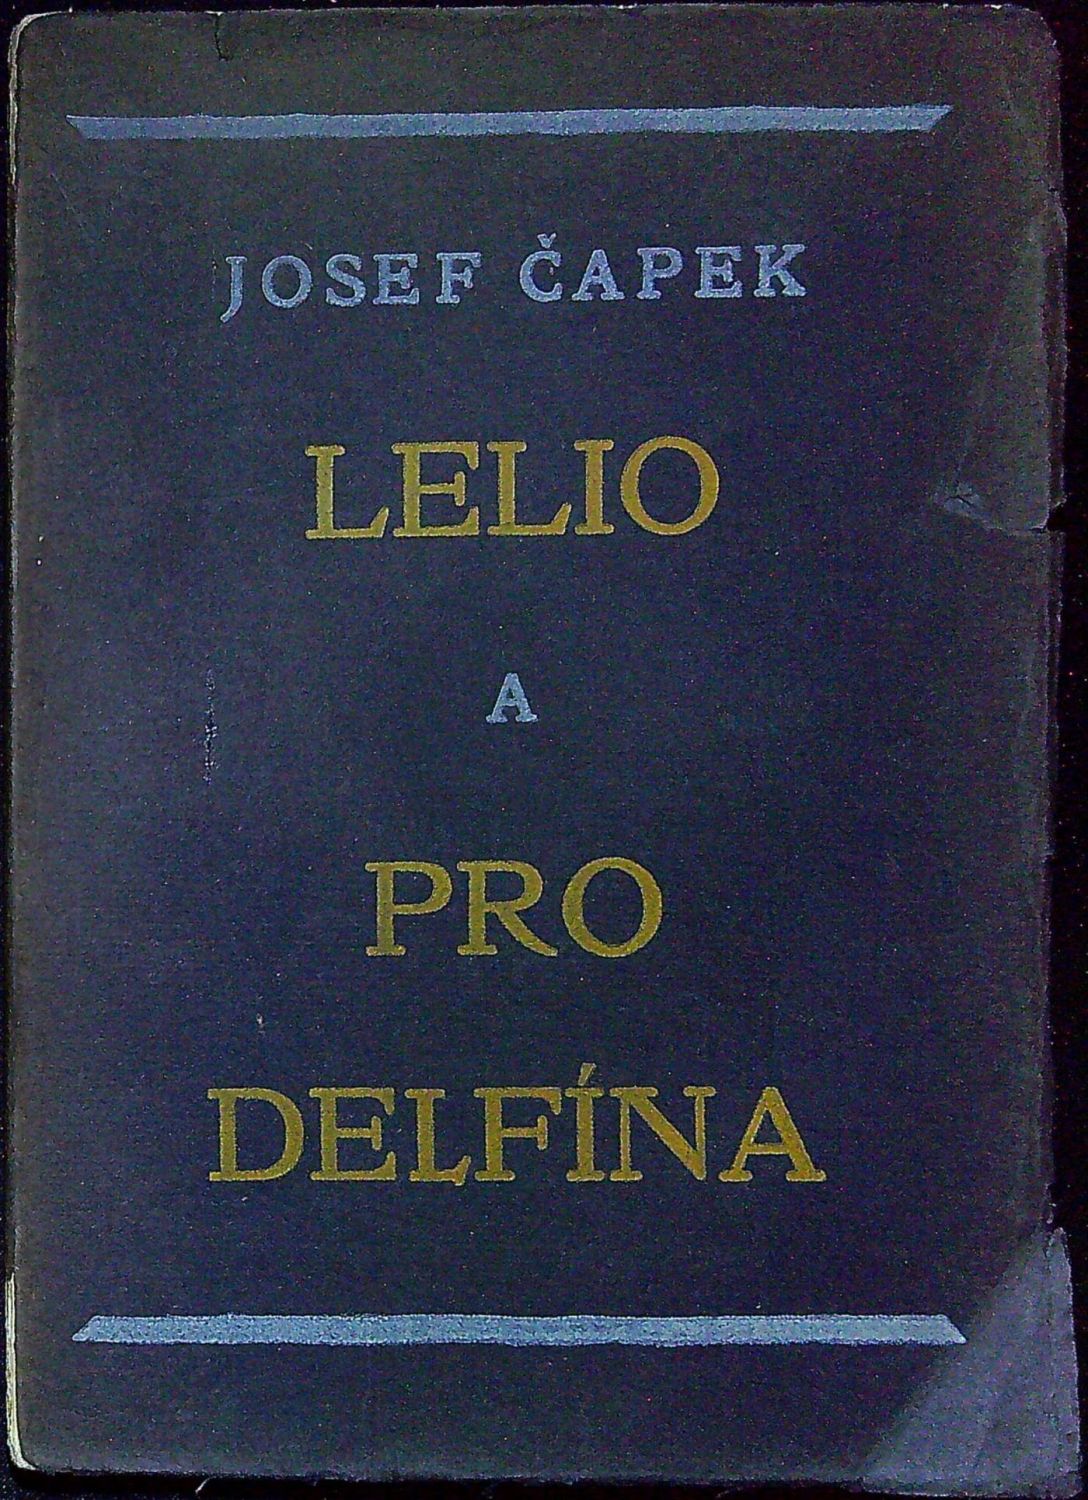 JOSEF ČAPEK
LELIO
A
PRO
DELFÍNA